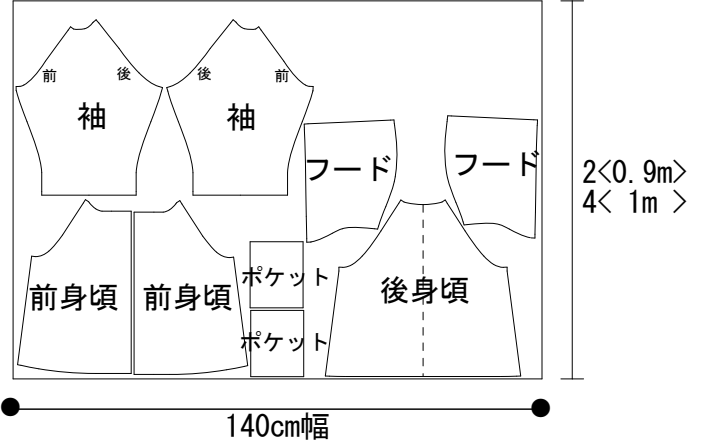 前 後
袖
後 前
袖
フード
フード
前身頃
前身頃
ポケット
ポケット
後身頃
2<0.9m>
4< 1m >
140cm幅